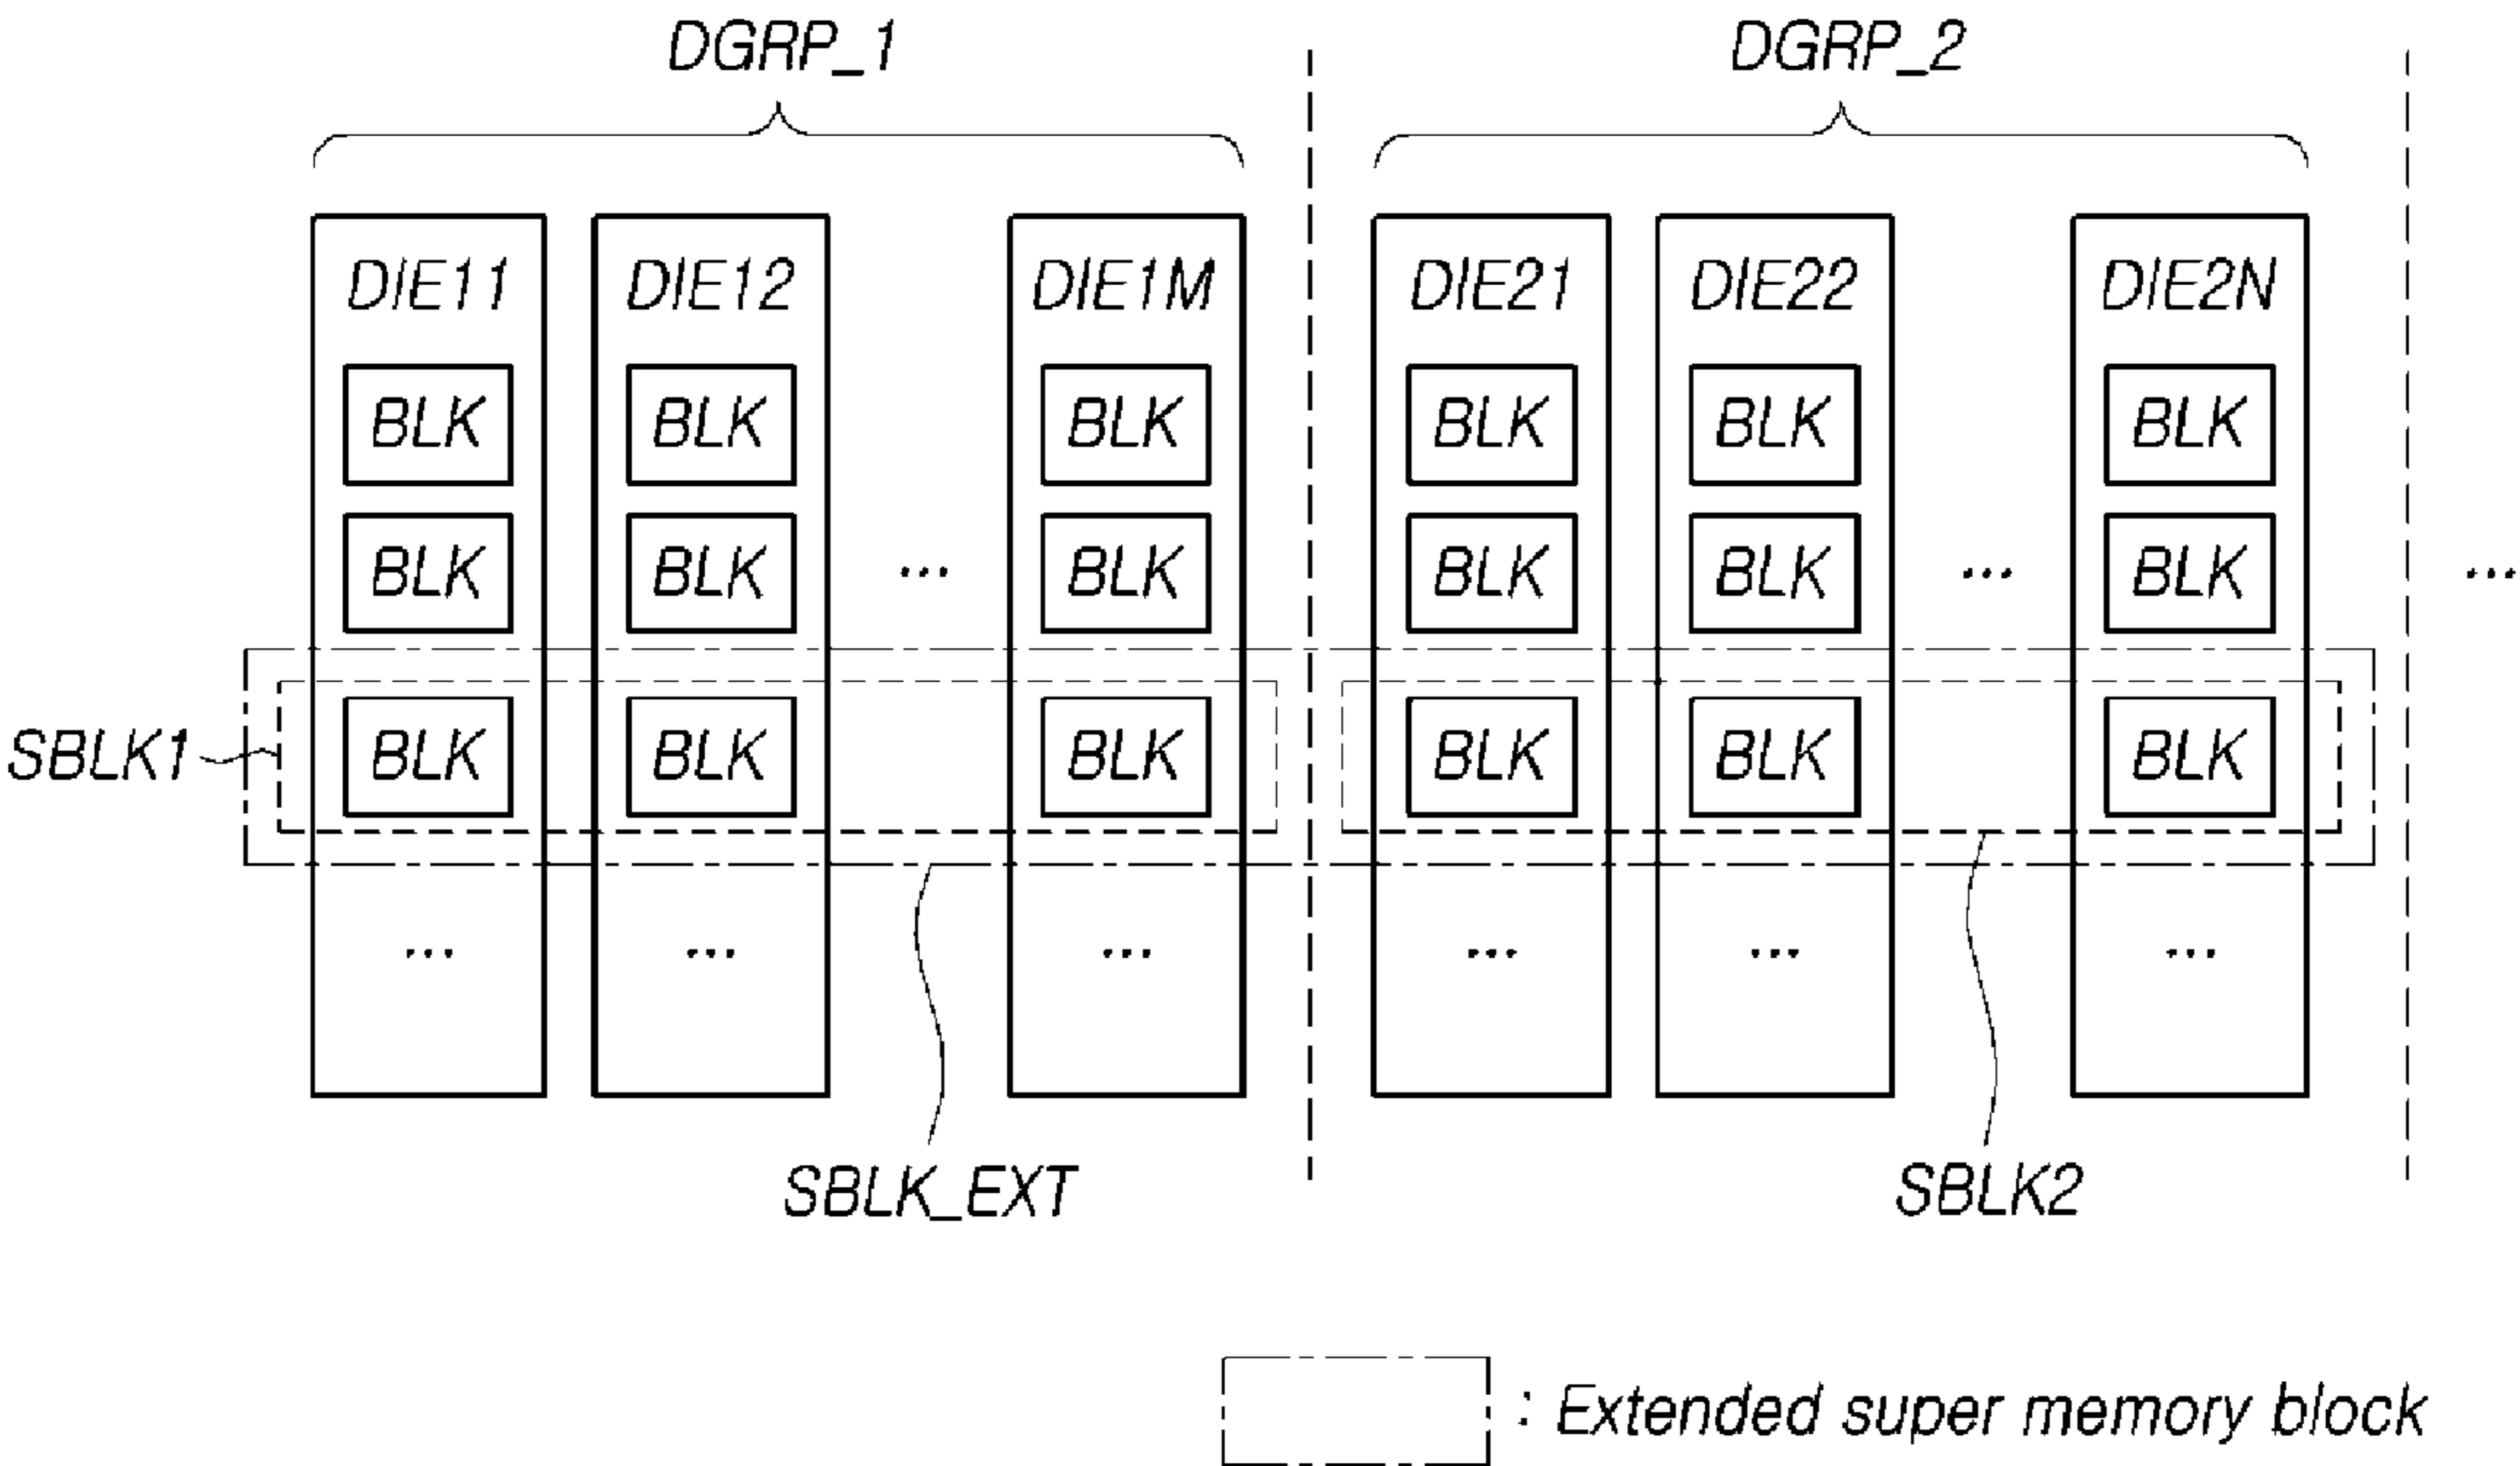 DGRP_1 DGRP_2
DIE11 DIE12 DIE1M DIE21 DIE22 DIE2N
BLK BLK BLK BLK BLK BLK
BLK BLK ... BLK BLK BLK ... BLK ...
SBLK1 BLK BLK BLK BLK BLK BLK
... ... ... ... ... ...
SBLK_EXT SBLK2
: Extended super memory block